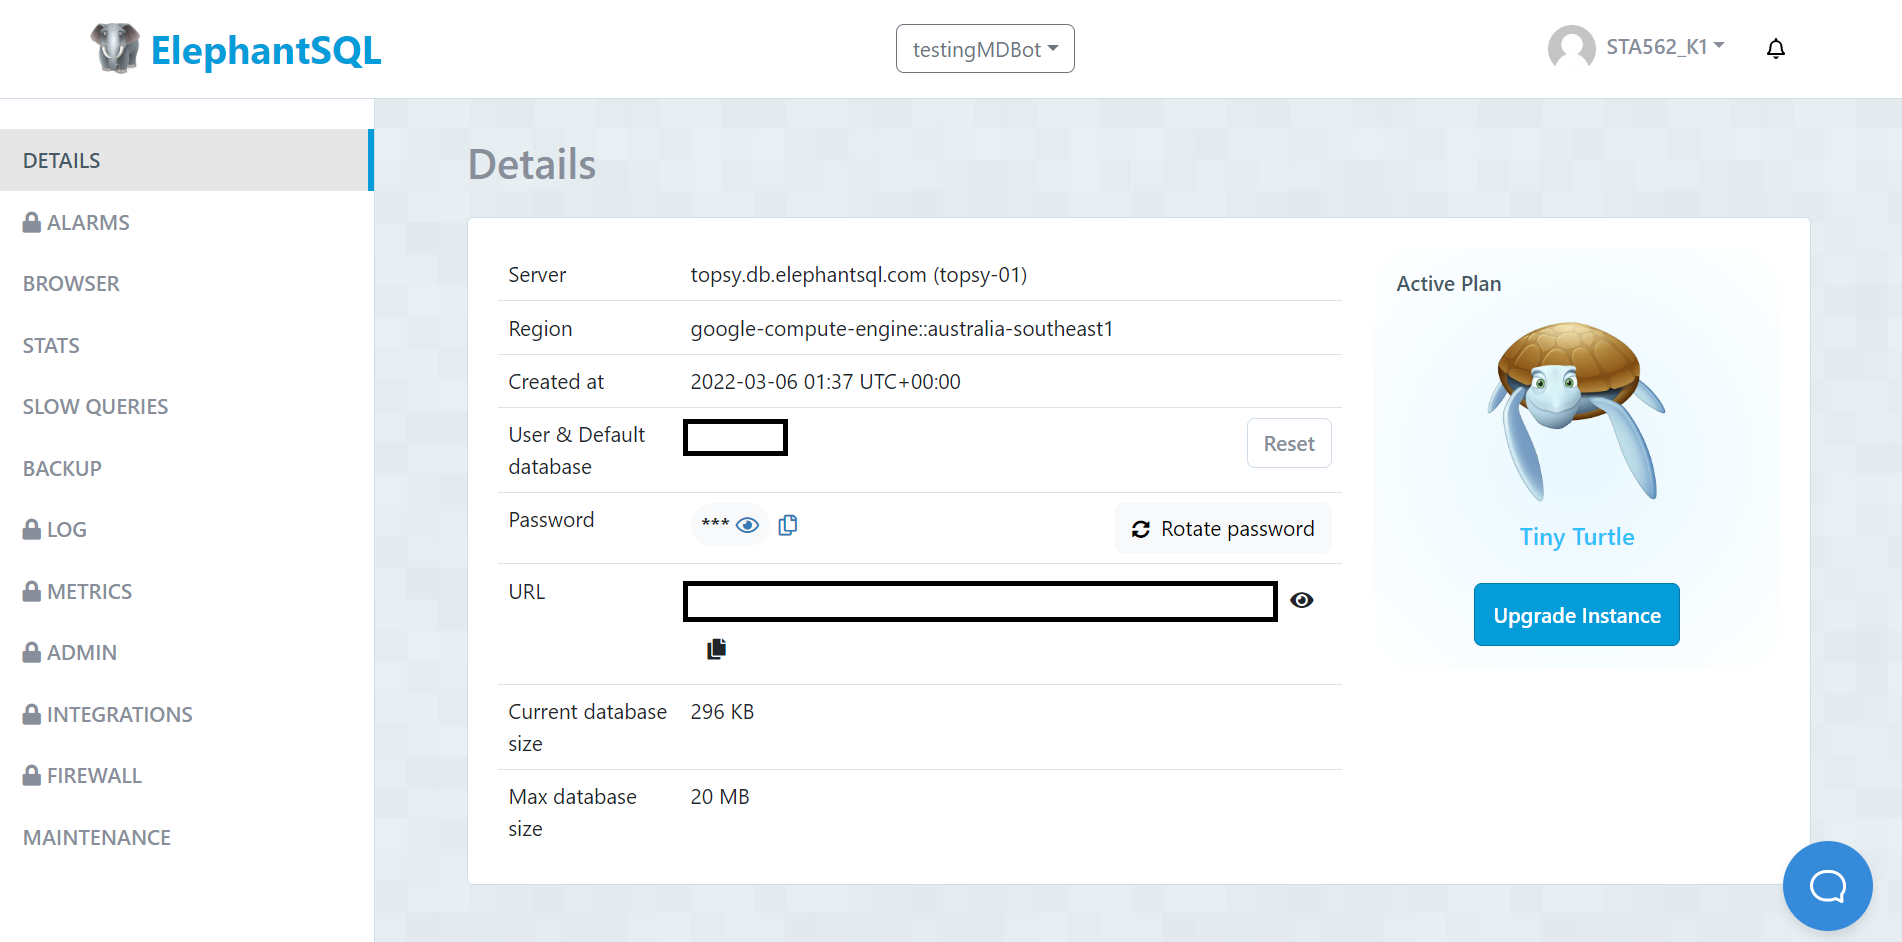 ElephantSQL
testingMDBot
STA562_K1
DETAILS
ALARMS
BROWSER
STATS
SLOW QUERIES
BACKUP
LOG
METRICS
ADMIN
INTEGRATIONS
FIREWALL
MAINTENANCE
Details
Server topsy.db.elephantsql.com (topsy-01)
Region google-compute-engine::australia-southeast1
Created at 2022-03-06 01:37 UTC+00:00
User & Default
database
Reset
Password *** Rotate password
URL
Current database 296 KB
size
Max database 20 MB
size
Active Plan
Tiny Turtle
Upgrade Instance